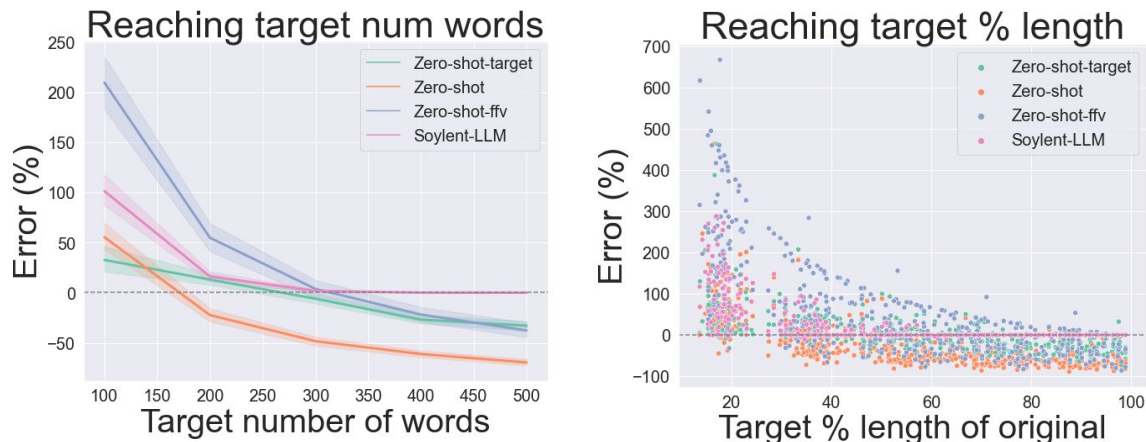 Reaching target num words
Error (%)
250
200
150
100
50
0
−50
Zero-shot-target
Zero-shot
Zero-shot-ffv
Soylent-LLM
100 150 200 250 300 350 400 450 500
Target number of words
Reaching target % length
Error (%)
700
600
500
400
300
200
100
0
−100
Zero-shot-target
Zero-shot
Zero-shot-ffv
Soylent-LLM
20 40 60 80 100
Target % length of original